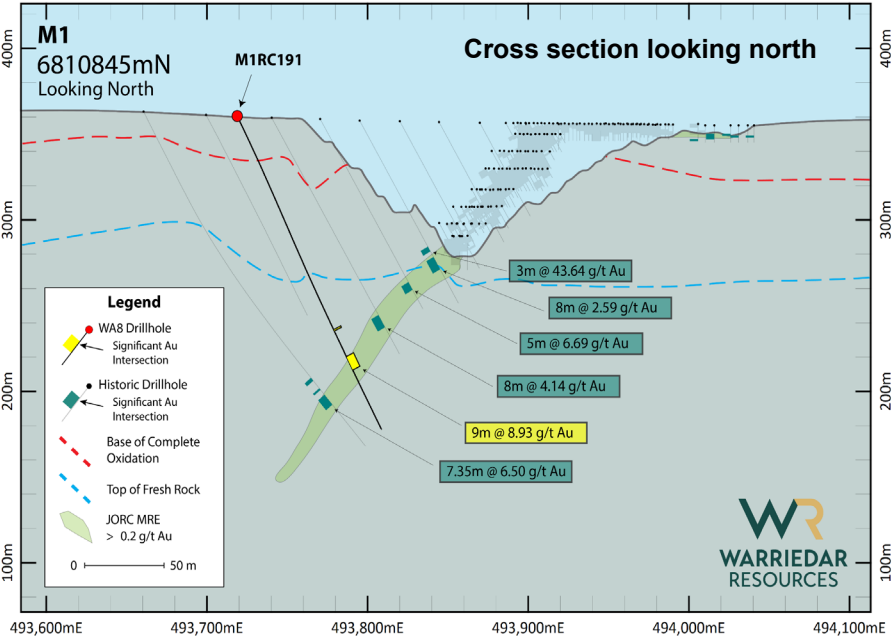 M1
6810845mN
Looking North
M1RC191
Cross section looking north
400m
300m
200m
100m
400m
300m
200m
100m
3m @ 43.64 g/t Au
8m @ 2.59 g/t Au
5m @ 6.69 g/t Au
8m @ 4.14 g/t Au
9m @ 8.93 g/t Au
7.35m @ 6.50 g/t Au
Legend
WA8 Drillhole
Significant Au
Intersection
Historic Drillhole
Significant Au
Intersection
Base of Complete
Oxidation
Top of Fresh Rock
JORC MRE
> 0.2 g/t Au
0 50 m
WR
WARRIEDAR
RESOURCES
493,600mE 493,700mE 493,800mE 493,900mE 494,000mE 494,100mE